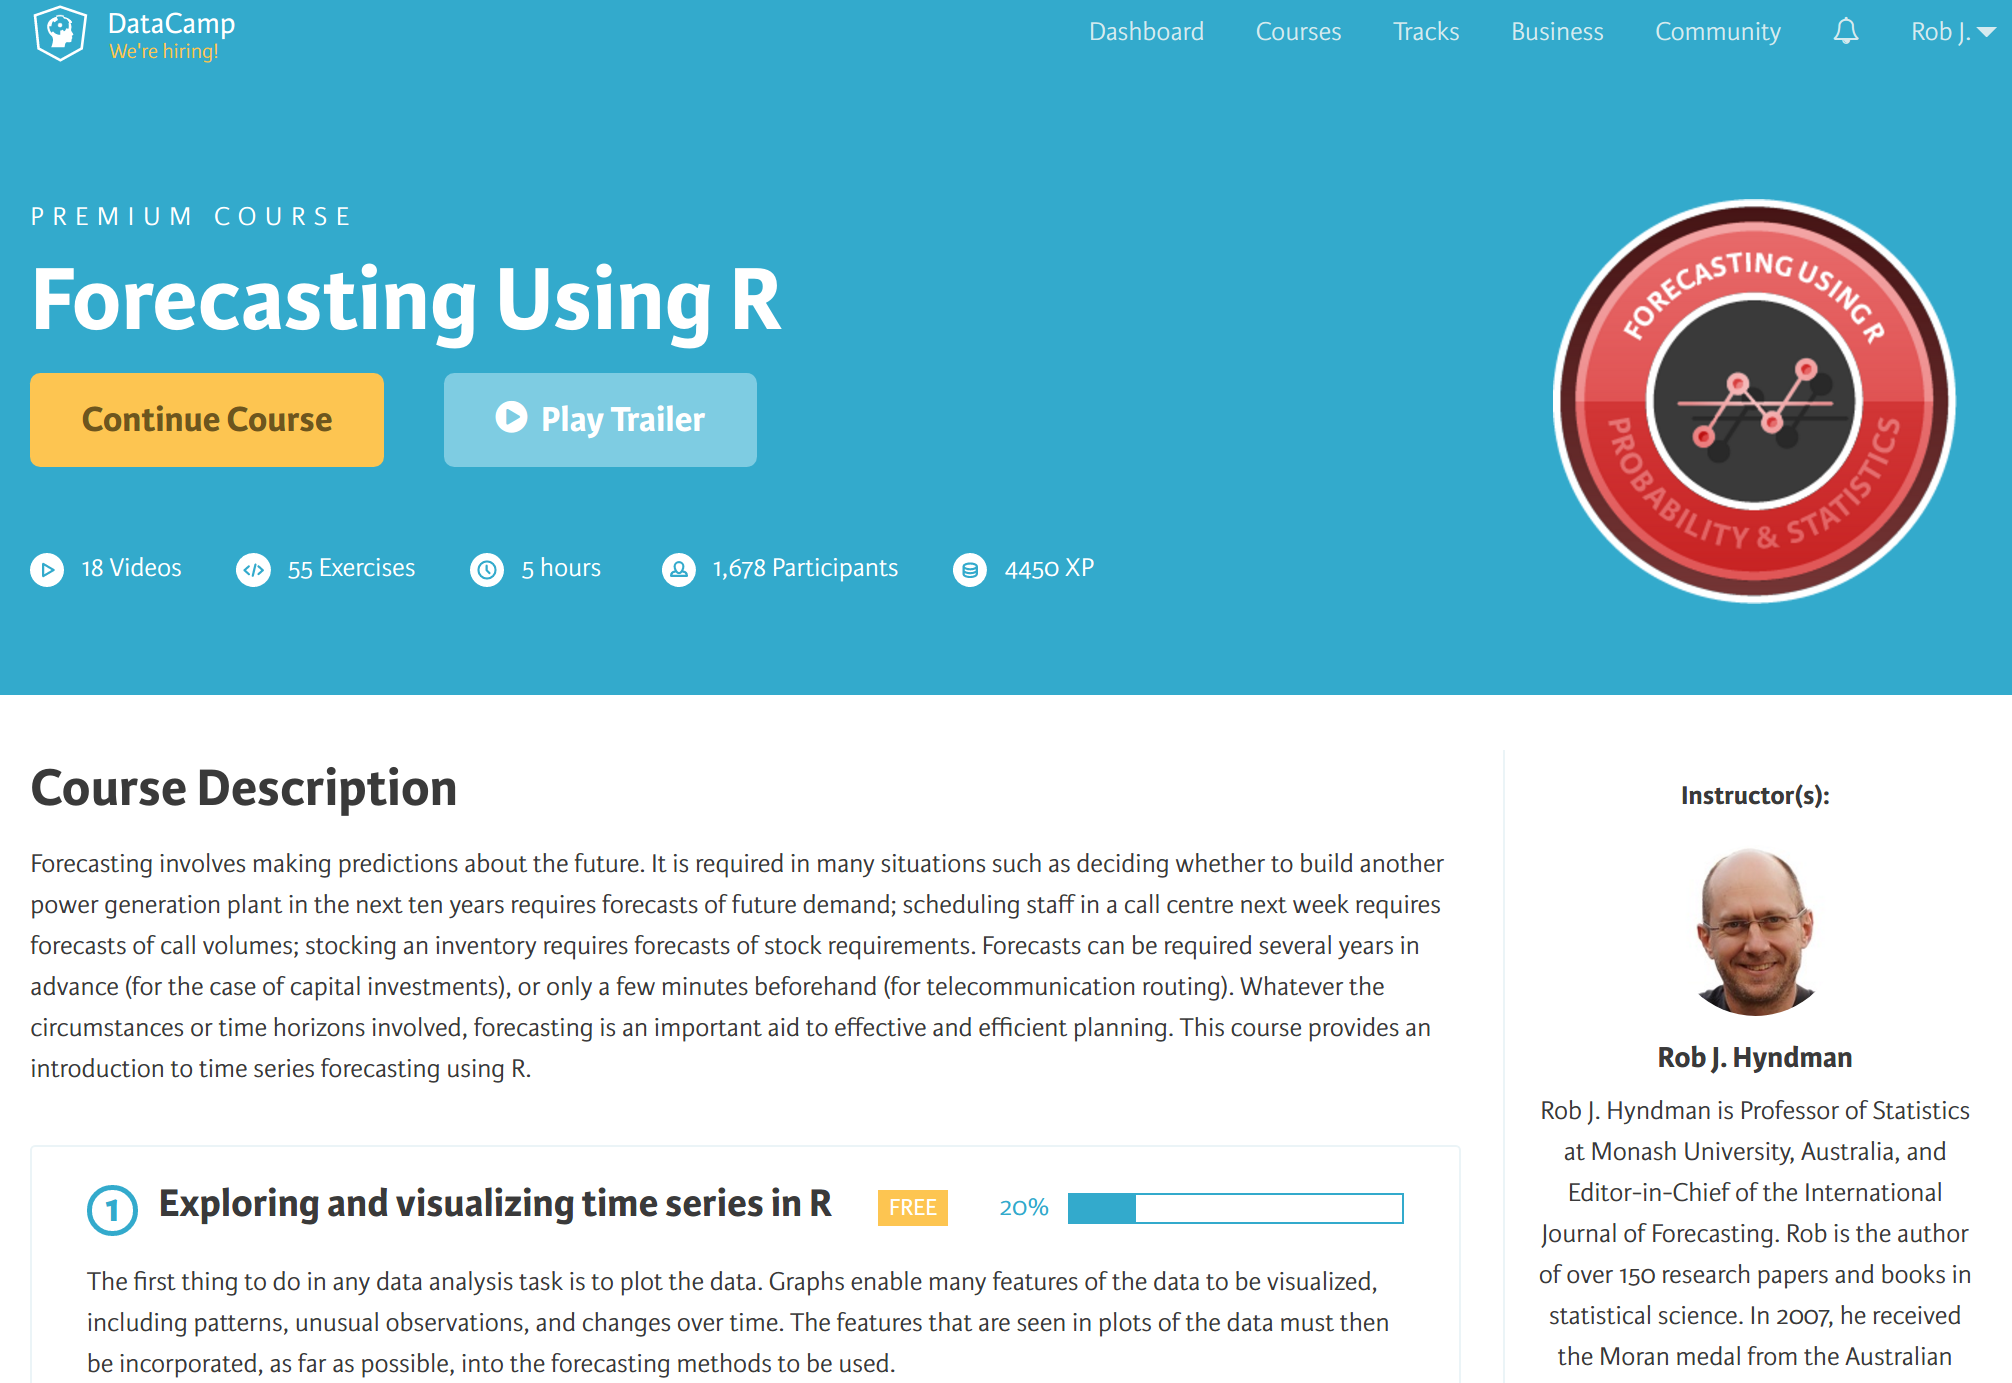 DataCamp
We're hiring!
Dashboard
Courses
Tracks
Business
Community
Rob J.
PREMIUM COURSE
Forecasting Using R
Continue Course
Play Trailer
18 Videos
55 Exercises
5 hours
1,678 Participants
4450 XP
FORECASTING USING R
PROBABILITY & STATISTICS
Course Description
Forecasting involves making predictions about the future. It is required in many situations such as deciding whether to build another
power generation plant in the next ten years requires forecasts of future demand; scheduling staff in a call centre next week requires
forecasts of call volumes; stocking an inventory requires forecasts of stock requirements. Forecasts can be required several years in
advance (for the case of capital investments), or only a few minutes beforehand (for telecommunication routing). Whatever the
circumstances or time horizons involved, forecasting is an important aid to effective and efficient planning. This course provides an
introduction to time series forecasting using R.
1
Exploring and visualizing time series in R
FREE
20%
The first thing to do in any data analysis task is to plot the data. Graphs enable many features of the data to be visualized,
including patterns, unusual observations, and changes over time. The features that are seen in plots of the data must then
be incorporated, as far as possible, into the forecasting methods to be used.
Instructor(s):
Rob J. Hyndman
Rob J. Hyndman is Professor of Statistics
at Monash University, Australia, and
Editor-in-Chief of the International
Journal of Forecasting. Rob is the author
of over 150 research papers and books in
statistical science. In 2007, he received
the Moran medal from the Australian